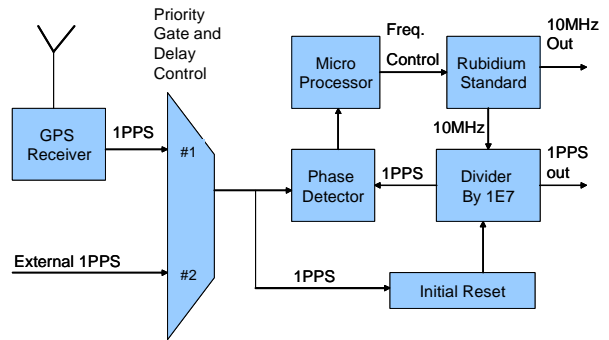 Priority
Gate and
Delay
Control
Freq.
Control
10MHz
Out
Micro
Processor
Rubidium
Standard
GPS
Receiver
1PPS
#1
10MHz
Phase
Detector
1PPS
Divider
By 1E7
1PPS
out
External 1PPS
#2
1PPS
Initial Reset